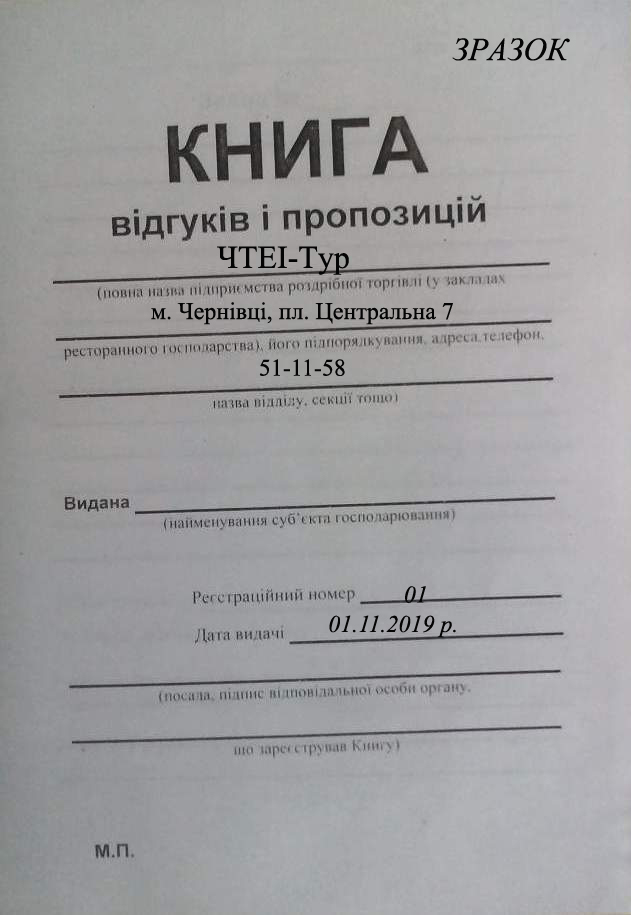 ЗРАЗОК
КНИГА
відгуків і пропозицій
ЧТЕІ-Тур
(повна назва підприємства роздрібної торгівлі (у закладах
м. Чернівці, пл. Центральна 7
ресторанного господарства), його підпорядкування, адреса,телефон,
51-11-58
назва відділу, секції тощо)
Видана
(найменування суб’єкта господарювання)
Реєстраційний номер 01
Дата видачі 01.11.2019 р.
(посада, підпис відповідальної особи органу,
що зареєстрував Книгу)
М.П.